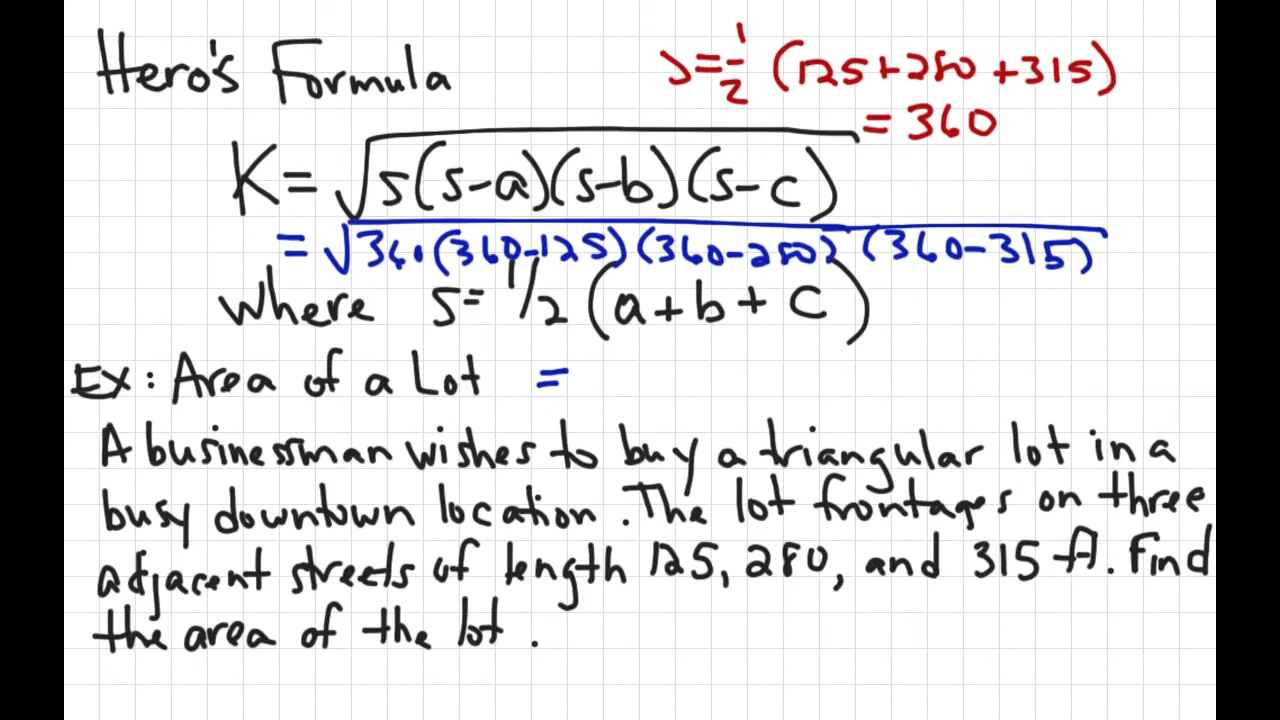 Hero's Formula
s = 1/2 (125+280+315)
= 360
K = √s(s-a)(s-b)(s-c)
= √360(360-125)(360-280)(360-315)
where s = 1/2 (a+b+c)
Ex: Area of a Lot =
A businessman wishes to buy a triangular lot in a
busy downtown location. The lot frontages on three
adjacent streets of length 125, 280, and 315 ft. Find
the area of the lot.